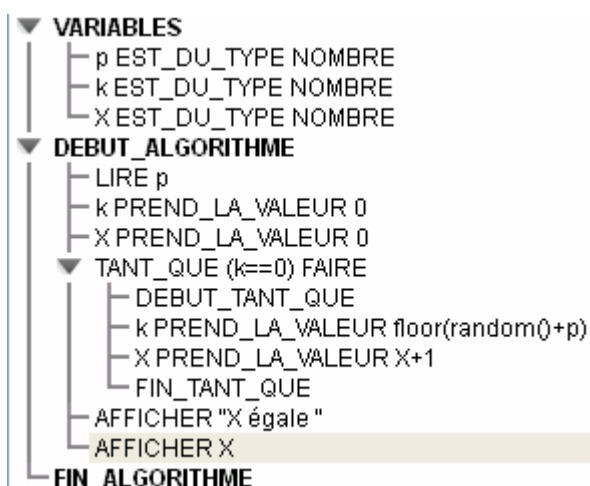 VARIABLES
p EST_DU_TYPE NOMBRE
k EST_DU_TYPE NOMBRE
X EST_DU_TYPE NOMBRE
DEBUT_ALGORITHME
LIRE p
k PREND_LA_VALEUR 0
X PREND_LA_VALEUR 0
TANT_QUE (k==0) FAIRE
DEBUT_TANT_QUE
k PREND_LA_VALEUR floor(random()+p)
X PREND_LA_VALEUR X+1
FIN_TANT_QUE
AFFICHER "X égale "
AFFICHER X
FIN_ALGORITHME